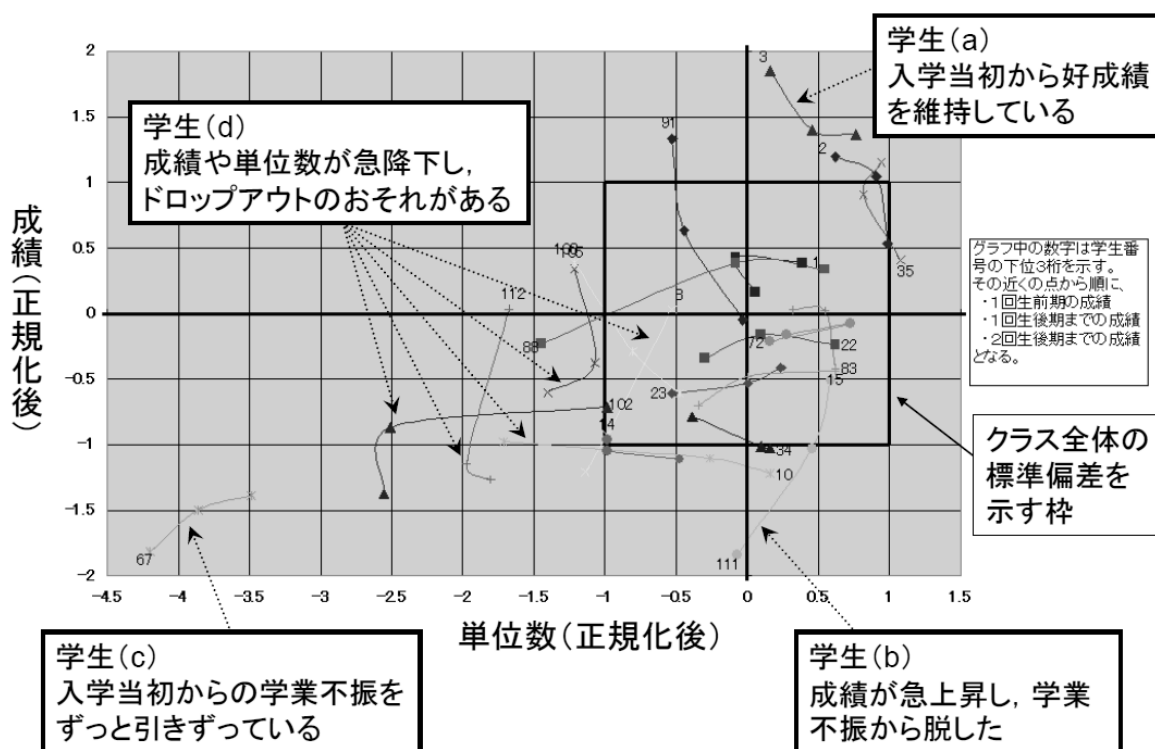 学生(a)
入学当初から好成績
を維持している
学生(d)
成績や単位数が急降下し,
ドロップアウトのおそれがある
成績(正規化後)
2
1.5
1
0.5
0
-0.5
-1
-1.5
-2
3
91
2
35
1
8
112
88
72
22
83
15
23
102
14
34
10
111
67
グラフ中の数字は学生番
号の下位3桁を示す。
その近くの点から順に、
・1回生前期の成績
・1回生後期までの成績
・2回生後期までの成績
となる。
クラス全体の
標準偏差を
示す枠
-4.5 -4 -3.5 -3 -2.5 -2 -1.5 -1 -0.5 0 0.5 1 1.5
単位数(正規化後)
学生(c)
入学当初からの学業不振を
ずっと引きずっている
学生(b)
成績が急上昇し, 学業
不振から脱した